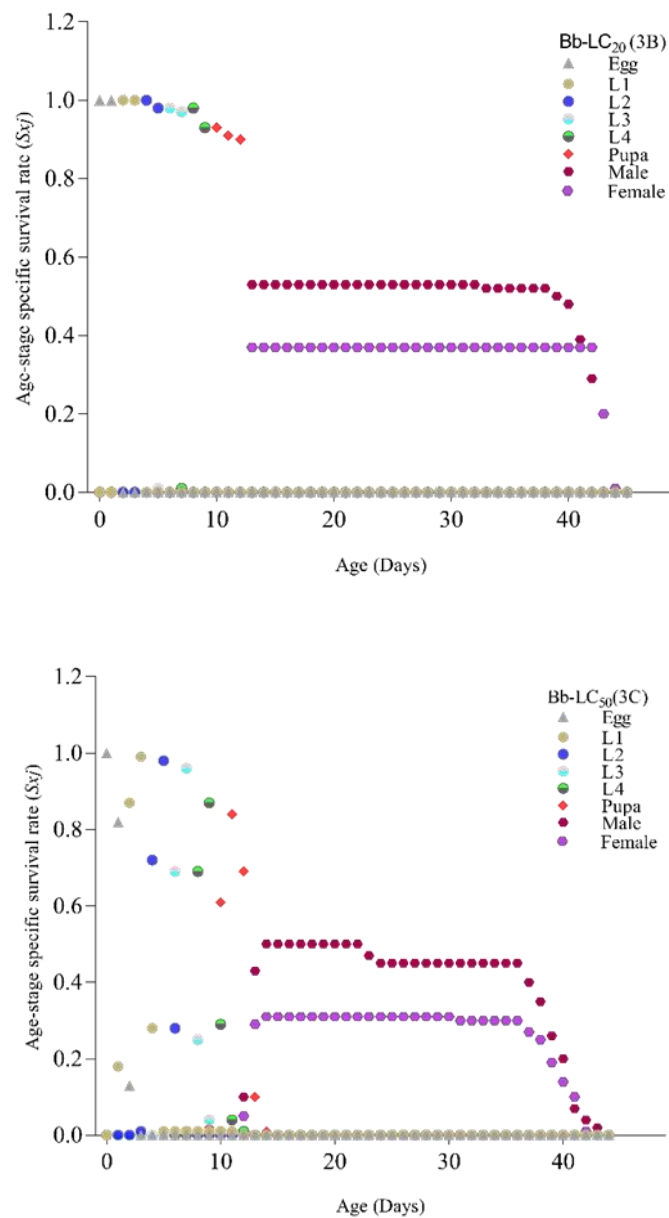 Bb-LC20 (3B)
Egg
L1
L2
L3
L4
Pupa
Male
Female
Age-stage specific survival rate (Sxj)
1.2
1.0
0.8
0.6
0.4
0.2
0.0
0 10 20 30 40
Age (Days)
Bb-LC50(3C)
Egg
L1
L2
L3
L4
Pupa
Male
Female
Age-stage specific survival rate (Sxj)
1.2
1.0
0.8
0.6
0.4
0.2
0.0
0 10 20 30 40
Age (Days)